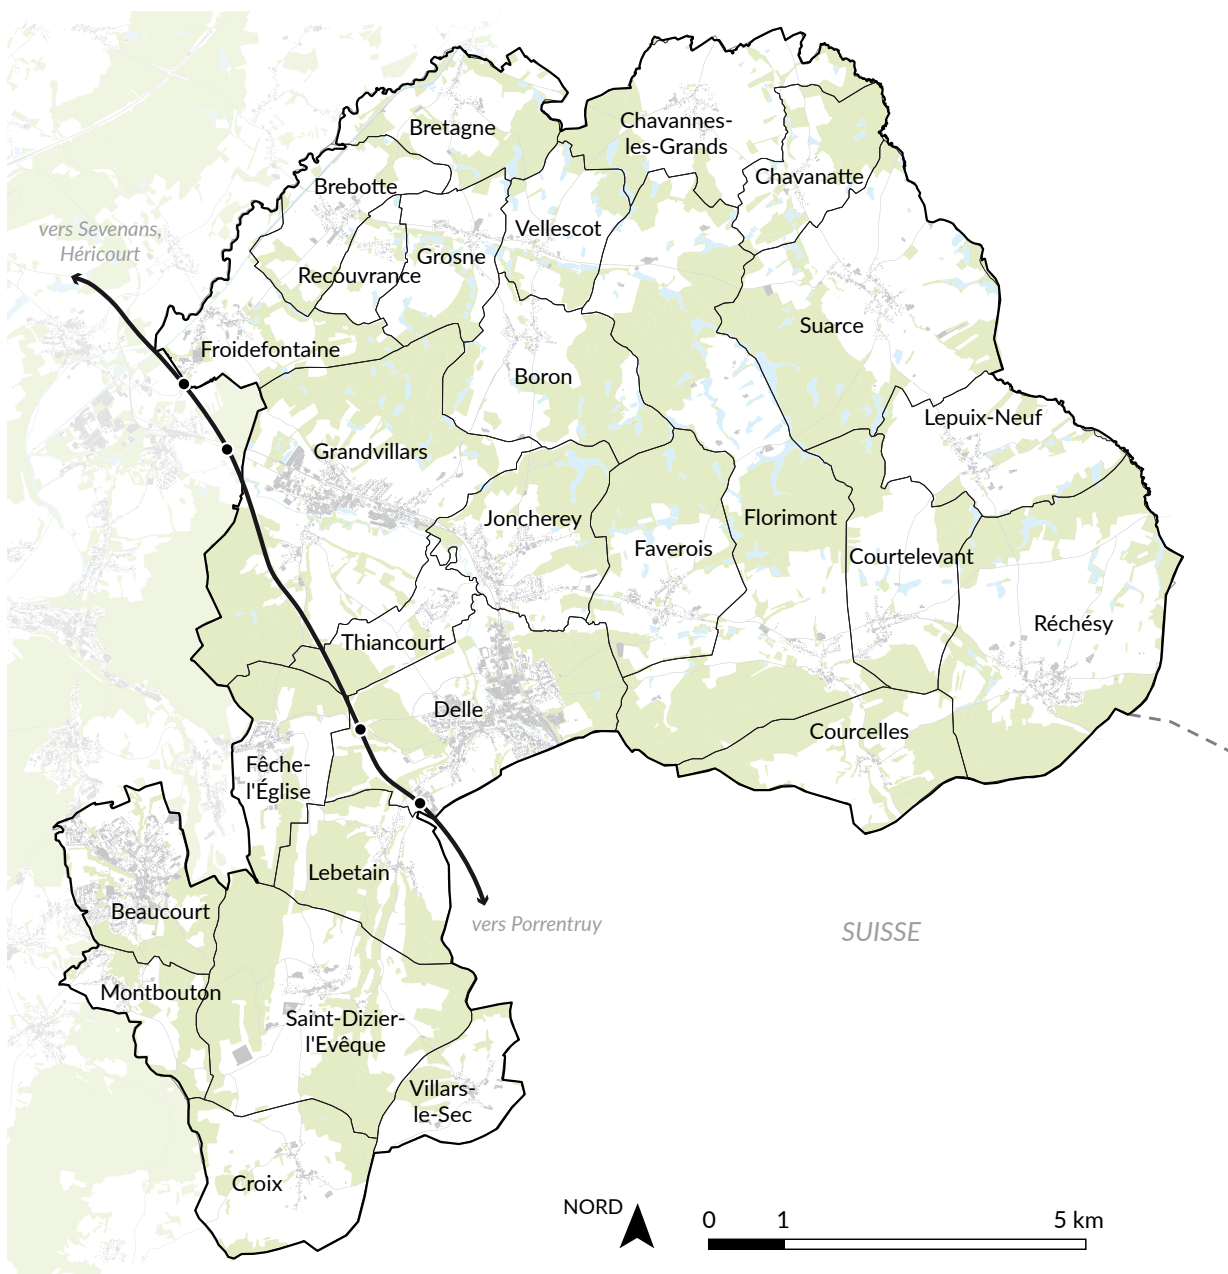 Bretagne
Chavannes-
les-Grands
Brebotte
Chavanatte
vers Sevenans,
Héricourt
Vellescot
Grosne
Recouvrance
Suarce
Froidefontaine
Boron
Lepuix-Neuf
Grandvillars
Joncherey
Florimont
Faverois
Courtelevant
Réchésy
Thiancourt
Delle
Courcelles
Fêche-
l'Église
Lebetain
Beaucourt
vers Porrentruy
SUISSE
Montbouton
Saint-Dizier-
l'Evêque
Villars-
le-Sec
Croix
NORD
0 1 5 km